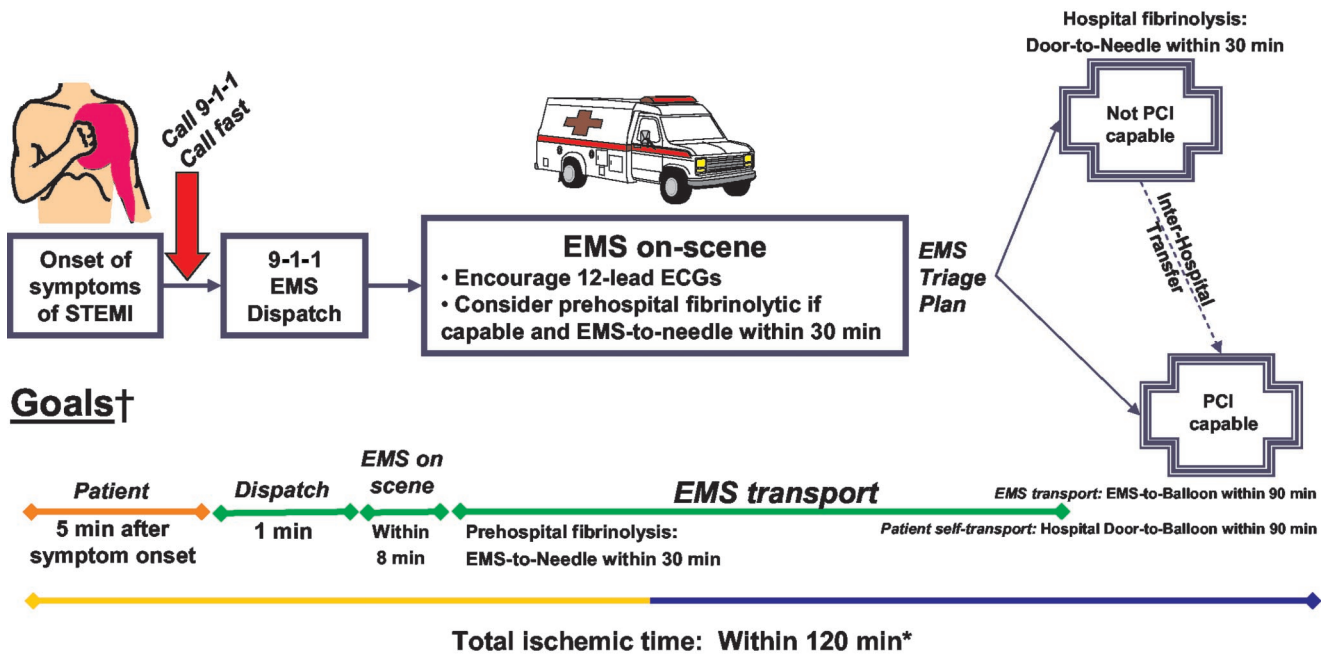 Hospital fibrinolysis:
Door-to-Needle within 30 min
Call 9-1-1
Call fast
Not PCI
capable
Inter-Hospital
Transfer
Onset of
symptoms
of STEMI
9-1-1
EMS
Dispatch
EMS on-scene
• Encourage 12-lead ECGs
• Consider prehospital fibrinolytic if
capable and EMS-to-needle within 30 min
EMS
Triage
Plan
PCI
capable
Goals†
Patient
5 min after
symptom onset
Dispatch
1 min
EMS on
scene
Within
8 min
EMS transport
Prehospital fibrinolysis:
EMS-to-Needle within 30 min
EMS transport: EMS-to-Balloon within 90 min
Patient self-transport: Hospital Door-to-Balloon within 90 min
Total ischemic time: Within 120 min*